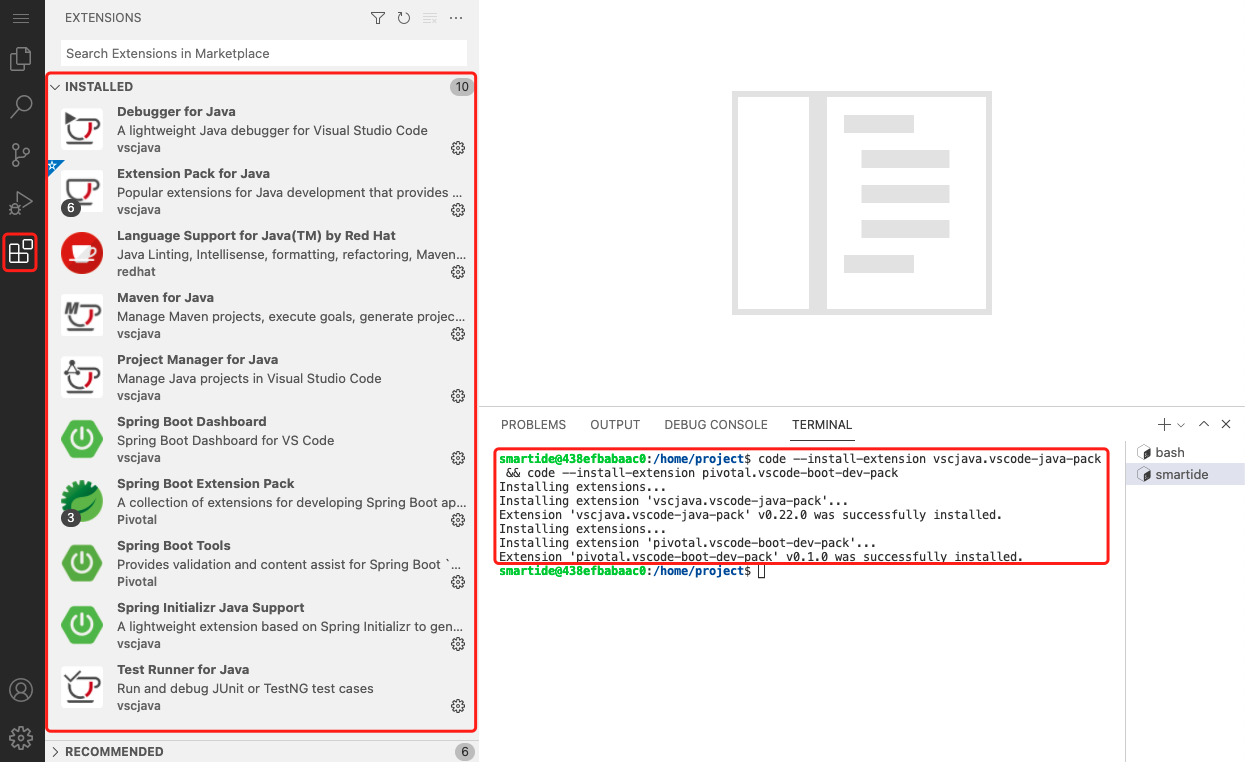 EXTENSIONS
Search Extensions in Marketplace
INSTALLED 10
Debugger for Java
A lightweight Java debugger for Visual Studio Code
vscjava
Extension Pack for Java
Popular extensions for Java development that provides ...
6 vscjava
Language Support for Java(TM) by Red Hat
Java Linting, Intellisense, formatting, refactoring, Maven...
redhat
Maven for Java
Manage Maven projects, execute goals, generate projec...
vscjava
Project Manager for Java
Manage Java projects in Visual Studio Code
vscjava
Spring Boot Dashboard
Spring Boot Dashboard for VS Code
vscjava
Spring Boot Extension Pack
A collection of extensions for developing Spring Boot ap...
3 Pivotal
Spring Boot Tools
Provides validation and content assist for Spring Boot `...
Pivotal
Spring Initializr Java Support
A lightweight extension based on Spring Initializr to gen...
vscjava
Test Runner for Java
Run and debug JUnit or TestNG test cases
vscjava
RECOMMENDED 6
PROBLEMS OUTPUT DEBUG CONSOLE TERMINAL
smartide@438efbabaac0:/home/project$ code --install-extension vscjava.vscode-java-pack
&& code --install-extension pivotal.vscode-boot-dev-pack
Installing extensions...
Installing extension 'vscjava.vscode-java-pack'...
Extension 'vscjava.vscode-java-pack' v0.22.0 was successfully installed.
Installing extensions...
Installing extension 'pivotal.vscode-boot-dev-pack'...
Extension 'pivotal.vscode-boot-dev-pack' v0.1.0 was successfully installed.
smartide@438efbabaac0:/home/project$
bash
smartide